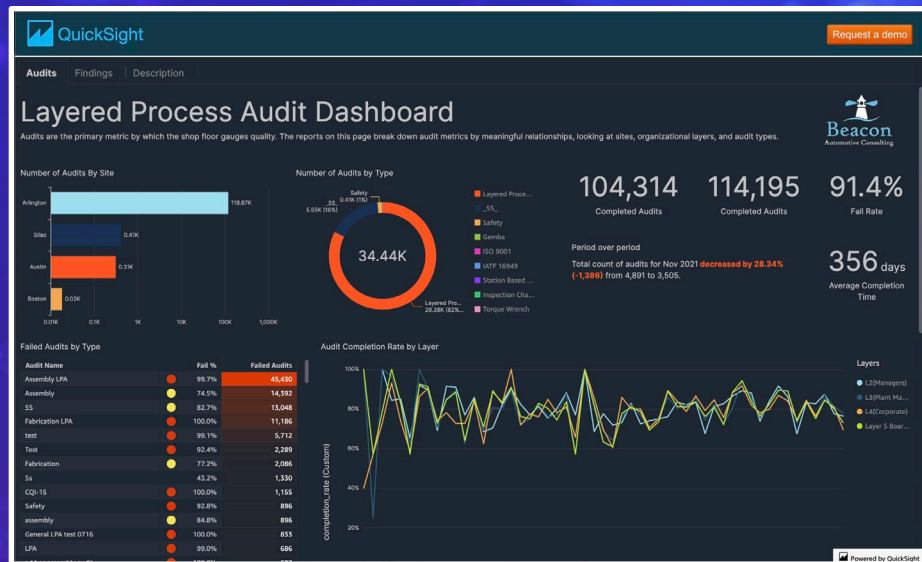 QuickSight
Request a demo
Audits
Findings
Description
Layered Process Audit Dashboard
Audits are the primary metric by which the shop floor gauges quality. The reports on this page break down audit metrics by meaningful relationships, looking at sites, organizational layers, and audit types.
Beacon
Automotive Consulting
Number of Audits By Site
Arlington
118.87K
Silao
0.41K
Austin
0.31K
Boston
0.02K
0.01K 0.1K 1K 10K 100K 1,000K
Number of Audits by Type
Safety
0.41K (1%)
_5S_
5.55K (16%)
34.44K
Layered Pro...
28.38K (82%...
Layered Proce...
_5S_
Safety
Gemba
ISO 9001
IATF 16949
Station Based ...
Inspection Cha...
Torque Wrench
104,314
Completed Audits
114,195
Completed Audits
91.4%
Fail Rate
Period over period
Total count of audits for Nov 2021 decreased by 28.34%
(-1,386) from 4,891 to 3,505.
356 days
Average Completion
Time
Failed Audits by Type
Audit Name Fail % Failed Audits
Assembly LPA 99.7% 45,430
Assembly 74.5% 14,392
5S 82.7% 13,048
Fabrication LPA 100.0% 11,186
test 99.1% 5,712
Test 92.4% 2,289
Fabrication 77.2% 2,086
5s 43.2% 1,330
CQI-15 100.0% 1,155
Safety 92.8% 896
assembly 84.8% 896
General LPA test 0716 100.0% 833
LPA 99.0% 686
Audit Completion Rate by Layer
completion_rate (Custom)
100%
80%
60%
40%
20%
Layers
L2(Managers)
L3(Plant Ma...
L4(Corporate)
Layer 5 Boar...
Powered by QuickSight